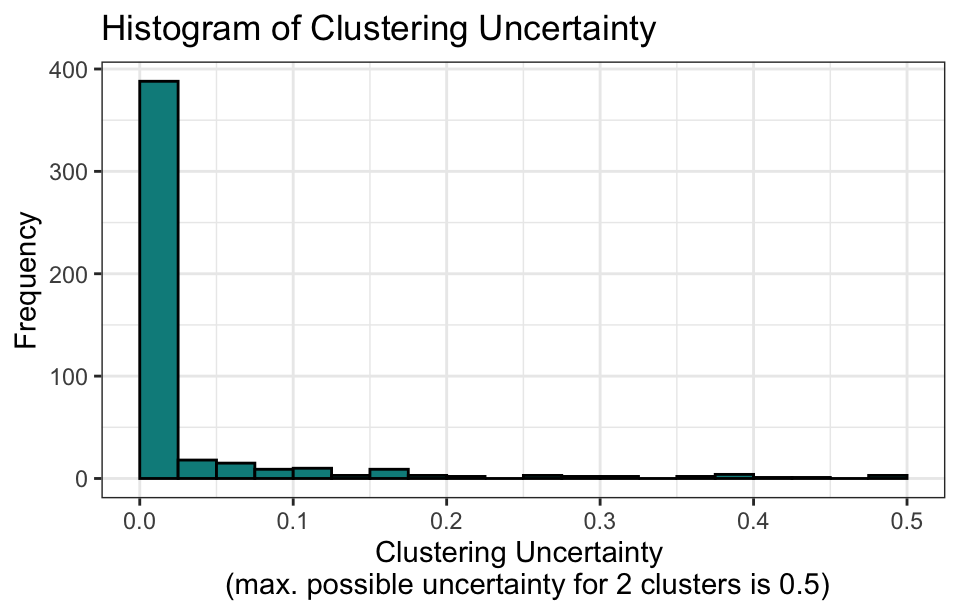 Histogram of Clustering Uncertainty
400
300
200
100
0
Frequency
0.0 0.1 0.2 0.3 0.4 0.5
Clustering Uncertainty
(max. possible uncertainty for 2 clusters is 0.5)